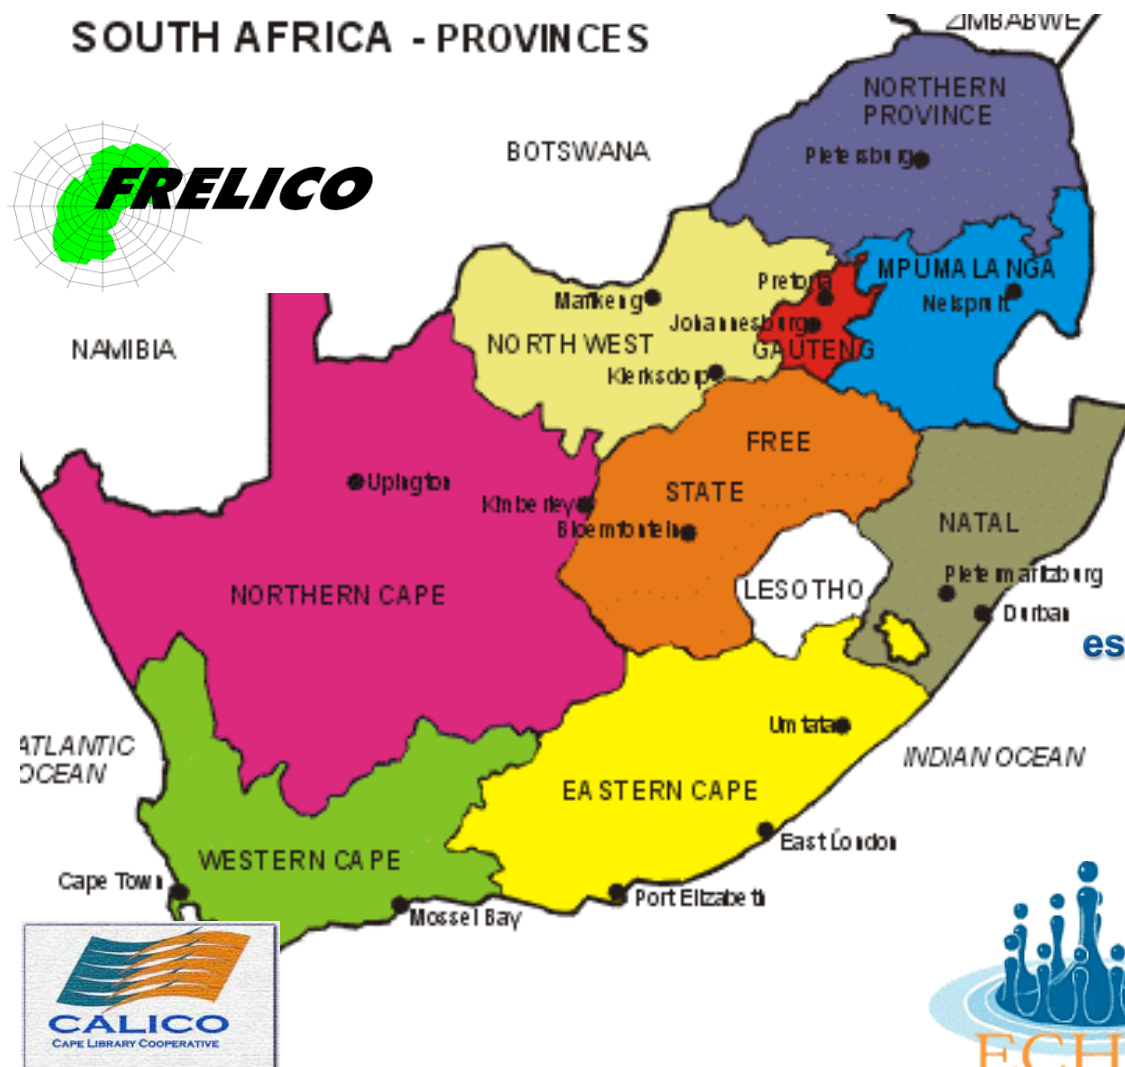 SOUTH AFRICA - PROVINCES
ZIMBABWE
NORTHERN
PROVINCE
BOTSWANA
Pietersburg
FRELICO
MPUMALANGA
Pretoria
Nelspruit
Mafikeng
Johannesburg
NAMIBIA
NORTH WEST
GAUTENG
Klerksdorp
FREE
STATE
Upington
Kimberley
Bloemfontein
NATAL
Pietermaritzburg
LESOTHO
NORTHERN CAPE
Durban
es
Umtata
ATLANTIC
OCEAN
INDIAN OCEAN
EASTERN CAPE
East London
WESTERN CAPE
Cape Town
Port Elizabeth
Mossel Bay
CALICO
CAPE LIBRARY COOPERATIVE
ECH